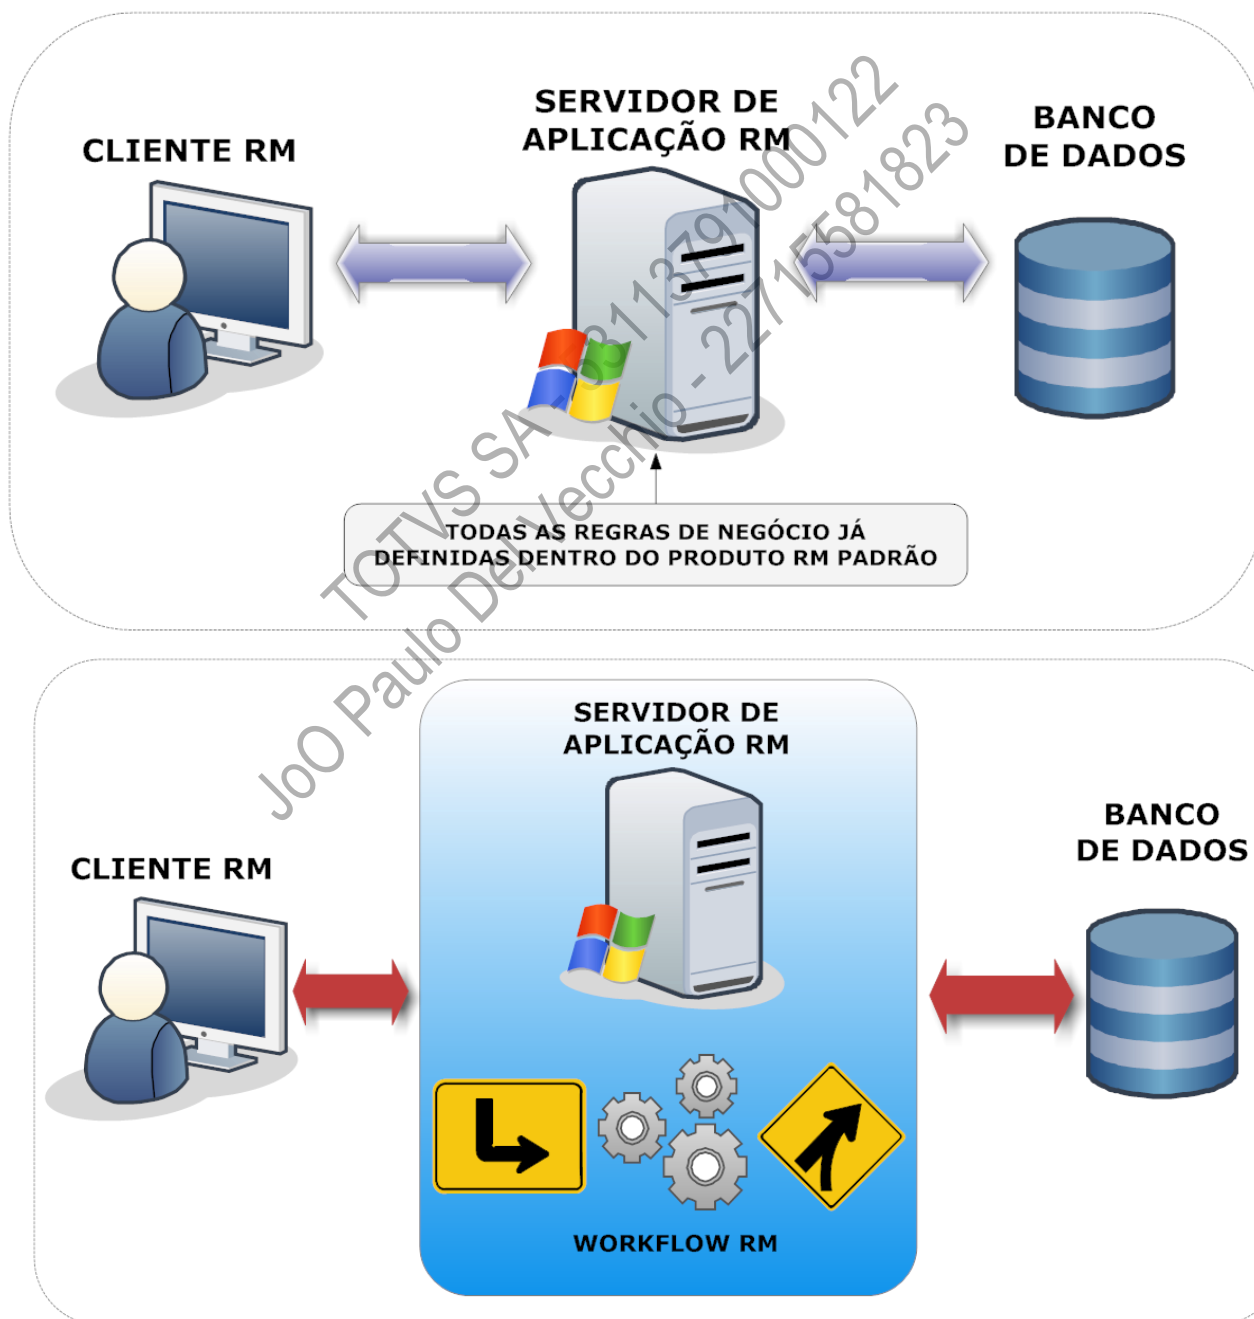 SERVIDOR DE
APLICAÇÃO RM
CLIENTE RM
BANCO
DE DADOS
TODAS AS REGRAS DE NEGÓCIO JÁ
DEFINIDAS DENTRO DO PRODUTO RM PADRÃO
TOTVS SA - 53113791000122
JoO Paulo Del Vecchio - 22715581823
SERVIDOR DE
APLICAÇÃO RM
CLIENTE RM
BANCO
DE DADOS
WORKFLOW RM